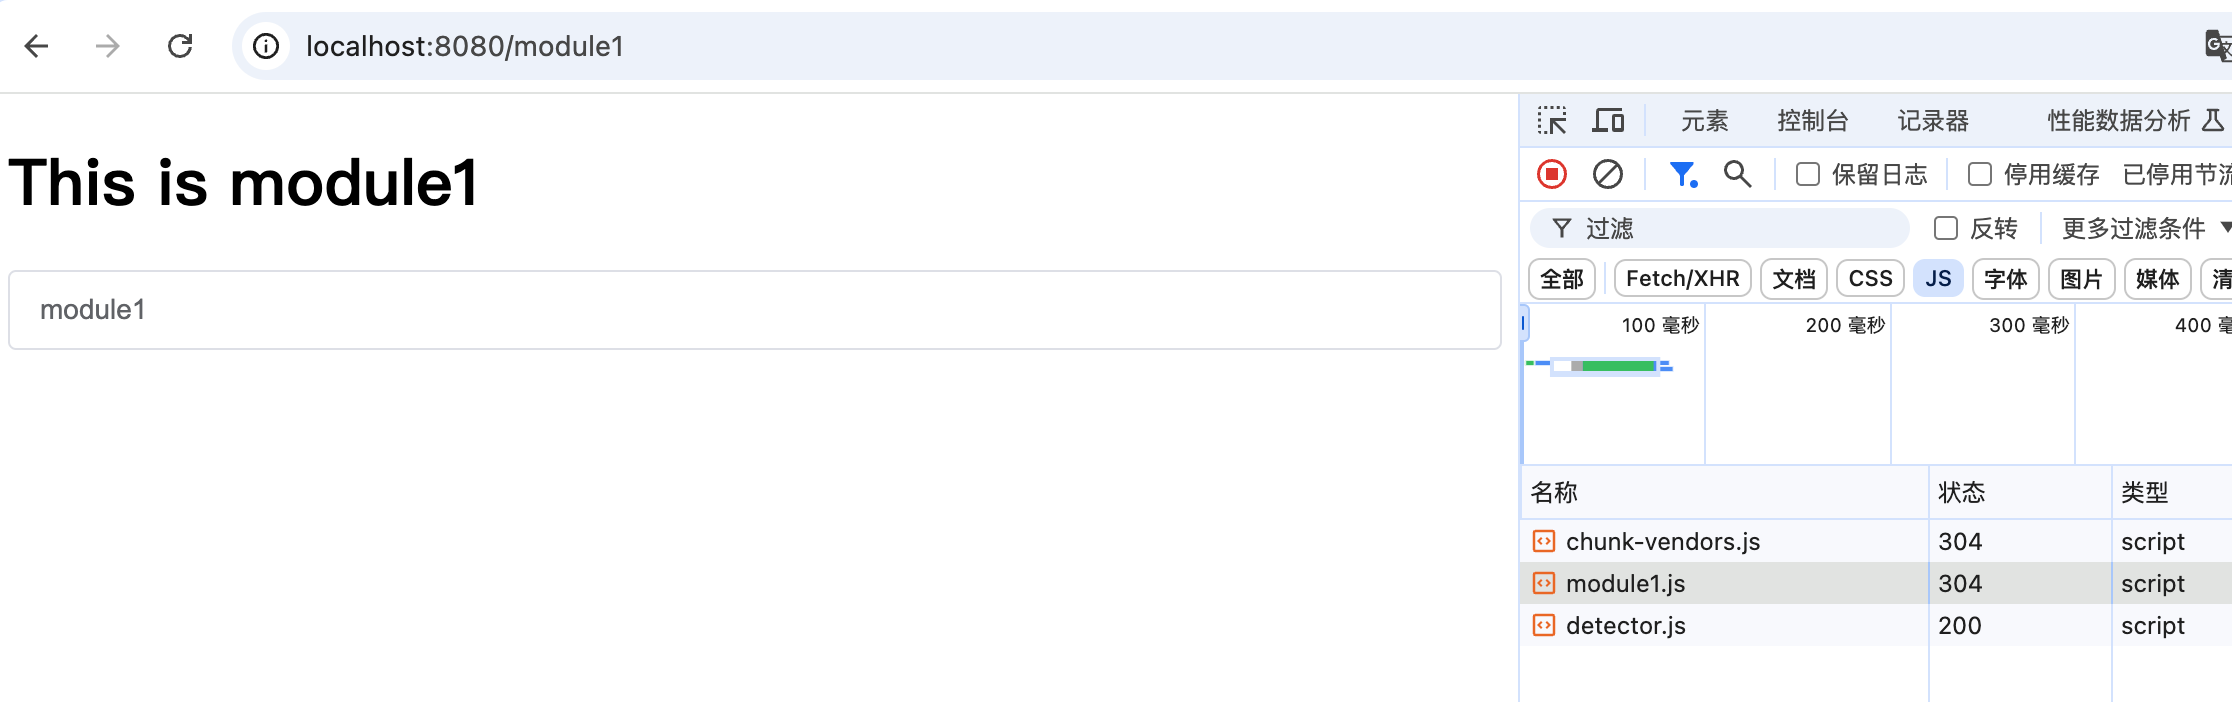 localhost:8080/module1
This is module1
module1
元素 控制台 记录器 性能数据分析
保留日志 停用缓存 已停用节流
过滤 反转 更多过滤条件
全部 Fetch/XHR 文档 CSS JS 字体 图片 媒体 清
100 毫秒 200 毫秒 300 毫秒 400 毫
名称 状态 类型
chunk-vendors.js 304 script
module1.js 304 script
detector.js 200 script